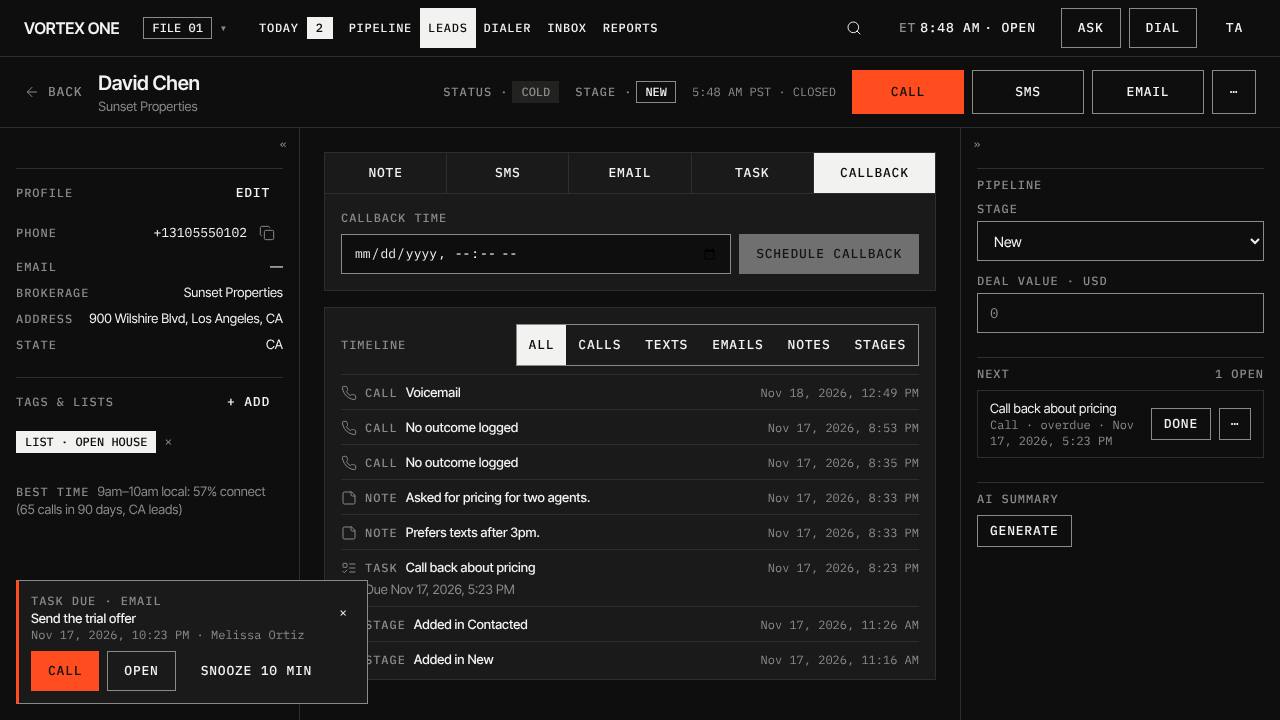 VORTEX ONE FILE 01 ▾ TODAY 2 PIPELINE LEADS DIALER INBOX REPORTS ET 8:48 AM · OPEN ASK DIAL TA
← BACK David Chen
Sunset Properties
STATUS · COLD STAGE · NEW 5:48 AM PST · CLOSED CALL SMS EMAIL ⋯
«
PROFILE EDIT
PHONE +13105550102
EMAIL —
BROKERAGE Sunset Properties
ADDRESS 900 Wilshire Blvd, Los Angeles, CA
STATE CA
TAGS & LISTS + ADD
LIST · OPEN HOUSE ×
BEST TIME 9am–10am local: 57% connect
(65 calls in 90 days, CA leads)
NOTE SMS EMAIL TASK CALLBACK
CALLBACK TIME
mm/dd/yyyy, --:-- -- SCHEDULE CALLBACK
TIMELINE ALL CALLS TEXTS EMAILS NOTES STAGES
CALL Voicemail Nov 18, 2026, 12:49 PM
CALL No outcome logged Nov 17, 2026, 8:53 PM
CALL No outcome logged Nov 17, 2026, 8:35 PM
NOTE Asked for pricing for two agents. Nov 17, 2026, 8:33 PM
NOTE Prefers texts after 3pm. Nov 17, 2026, 8:33 PM
TASK Call back about pricing Nov 17, 2026, 8:23 PM
Due Nov 17, 2026, 5:23 PM
STAGE Added in Contacted Nov 17, 2026, 11:26 AM
STAGE Added in New Nov 17, 2026, 11:16 AM
»
PIPELINE
STAGE
New
DEAL VALUE · USD
0
NEXT 1 OPEN
Call back about pricing
Call · overdue · Nov
17, 2026, 5:23 PM
DONE ⋯
AI SUMMARY
GENERATE
TASK DUE · EMAIL
Send the trial offer
Nov 17, 2026, 10:23 PM · Melissa Ortiz
×
CALL OPEN SNOOZE 10 MIN